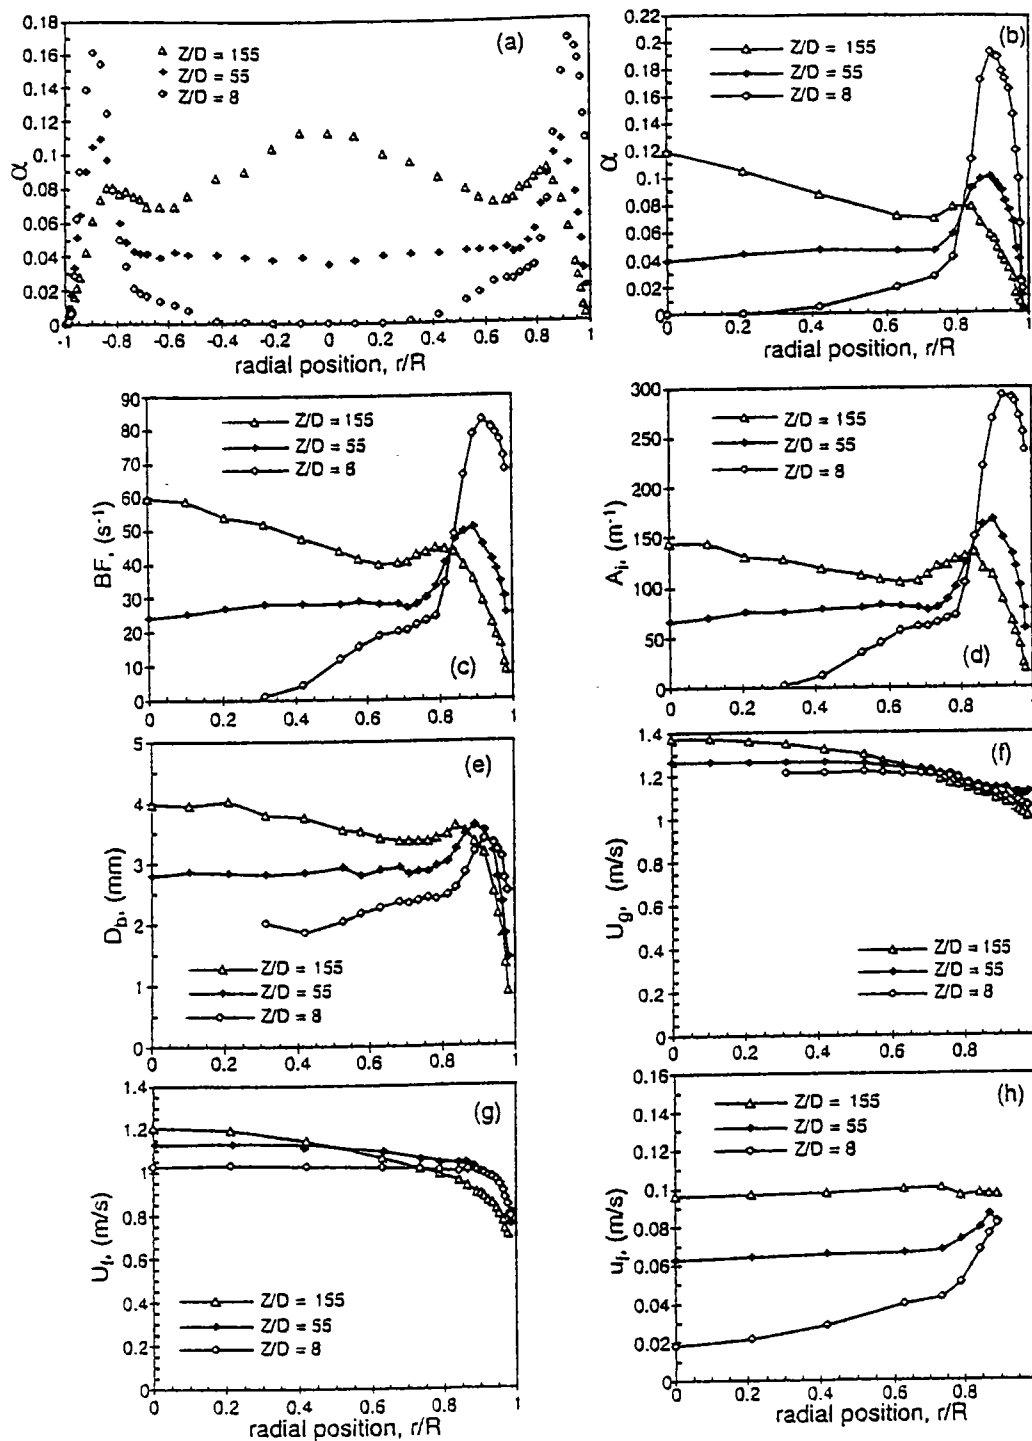 0.18
0.16
0.14
0.12
0.1
0.08
0.06
0.04
0.02
0
α
(a)
Z/D = 155
Z/D = 55
Z/D = 8
-1 -0.8 -0.6 -0.4 -0.2 0 0.2 0.4 0.6 0.8 1
radial position, r/R
0.22
0.20
0.18
0.16
0.14
0.12
0.10
0.08
0.06
0.04
0.02
0.00
α
(b)
Z/D = 155
Z/D = 55
Z/D = 8
0 0.2 0.4 0.6 0.8 1
radial position, r/R
90
80
70
60
50
40
30
20
10
0
BF, (s⁻¹)
Z/D = 155
Z/D = 55
Z/D = 8
(c)
0 0.2 0.4 0.6 0.8 1
300
250
200
150
100
50
0
Aᵢ, (m⁻¹)
Z/D = 155
Z/D = 55
Z/D = 8
(d)
0 0.2 0.4 0.6 0.8 1
5
4
3
2
1
0
D_b, (mm)
(e)
Z/D = 155
Z/D = 55
Z/D = 8
0 0.2 0.4 0.6 0.8 1
1.4
1.2
1
0.8
0.6
0.4
0.2
0
U_g, (m/s)
(f)
Z/D = 155
Z/D = 55
Z/D = 8
0 0.2 0.4 0.6 0.8 1
1.4
1.2
1
0.8
0.6
0.4
0.2
0
U_f, (m/s)
(g)
Z/D = 155
Z/D = 55
Z/D = 8
0 0.2 0.4 0.6 0.8 1
radial position, r/R
0.16
0.14
0.12
0.1
0.08
0.06
0.04
0.02
0
u_f, (m/s)
(h)
Z/D = 155
Z/D = 55
Z/D = 8
0 0.2 0.4 0.6 0.8 1
radial position, r/R